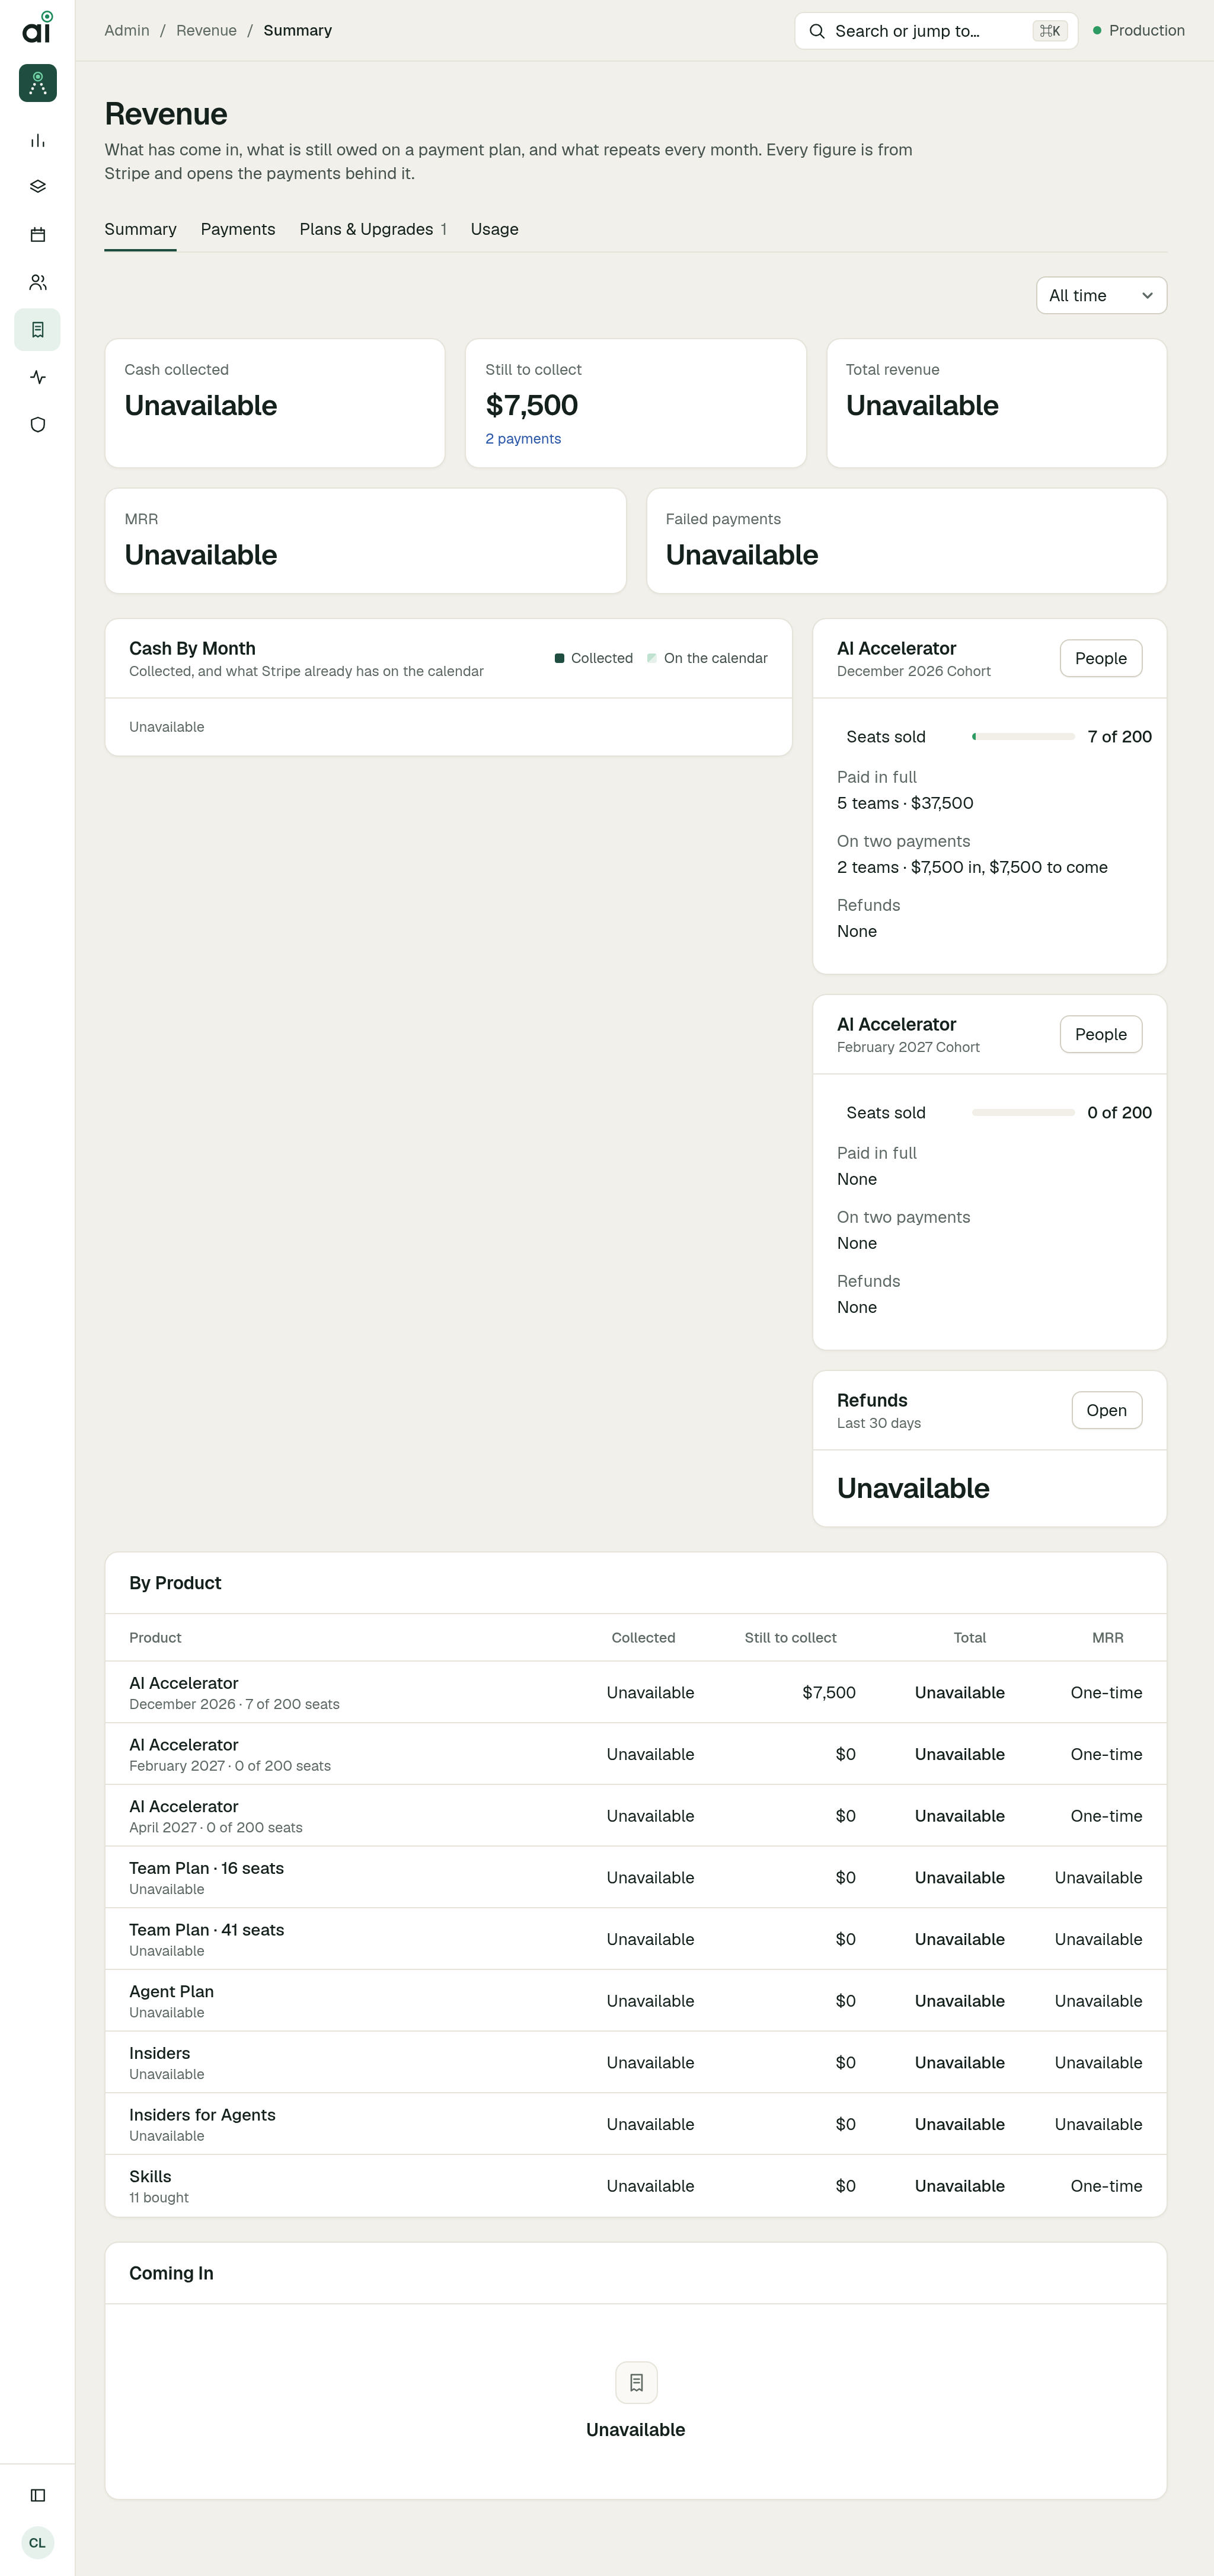 ai
Admin / Revenue / Summary
Search or jump to...
⌘K
Production
Revenue
What has come in, what is still owed on a payment plan, and what repeats every month. Every figure is from
Stripe and opens the payments behind it.
Summary
Payments
Plans & Upgrades 1
Usage
All time
Cash collected
Unavailable
Still to collect
$7,500
2 payments
Total revenue
Unavailable
MRR
Unavailable
Failed payments
Unavailable
Cash By Month
Collected, and what Stripe already has on the calendar
Collected
On the calendar
Unavailable
AI Accelerator
December 2026 Cohort
People
Seats sold
7 of 200
Paid in full
5 teams · $37,500
On two payments
2 teams · $7,500 in, $7,500 to come
Refunds
None
AI Accelerator
February 2027 Cohort
People
Seats sold
0 of 200
Paid in full
None
On two payments
None
Refunds
None
Refunds
Last 30 days
Open
Unavailable
By Product
Product Collected Still to collect Total MRR
AI Accelerator
December 2026 · 7 of 200 seats
Unavailable $7,500 Unavailable One-time
AI Accelerator
February 2027 · 0 of 200 seats
Unavailable $0 Unavailable One-time
AI Accelerator
April 2027 · 0 of 200 seats
Unavailable $0 Unavailable One-time
Team Plan · 16 seats
Unavailable
Unavailable $0 Unavailable Unavailable
Team Plan · 41 seats
Unavailable
Unavailable $0 Unavailable Unavailable
Agent Plan
Unavailable
Unavailable $0 Unavailable Unavailable
Insiders
Unavailable
Unavailable $0 Unavailable Unavailable
Insiders for Agents
Unavailable
Unavailable $0 Unavailable Unavailable
Skills
11 bought
Unavailable $0 Unavailable One-time
Coming In
Unavailable
CL